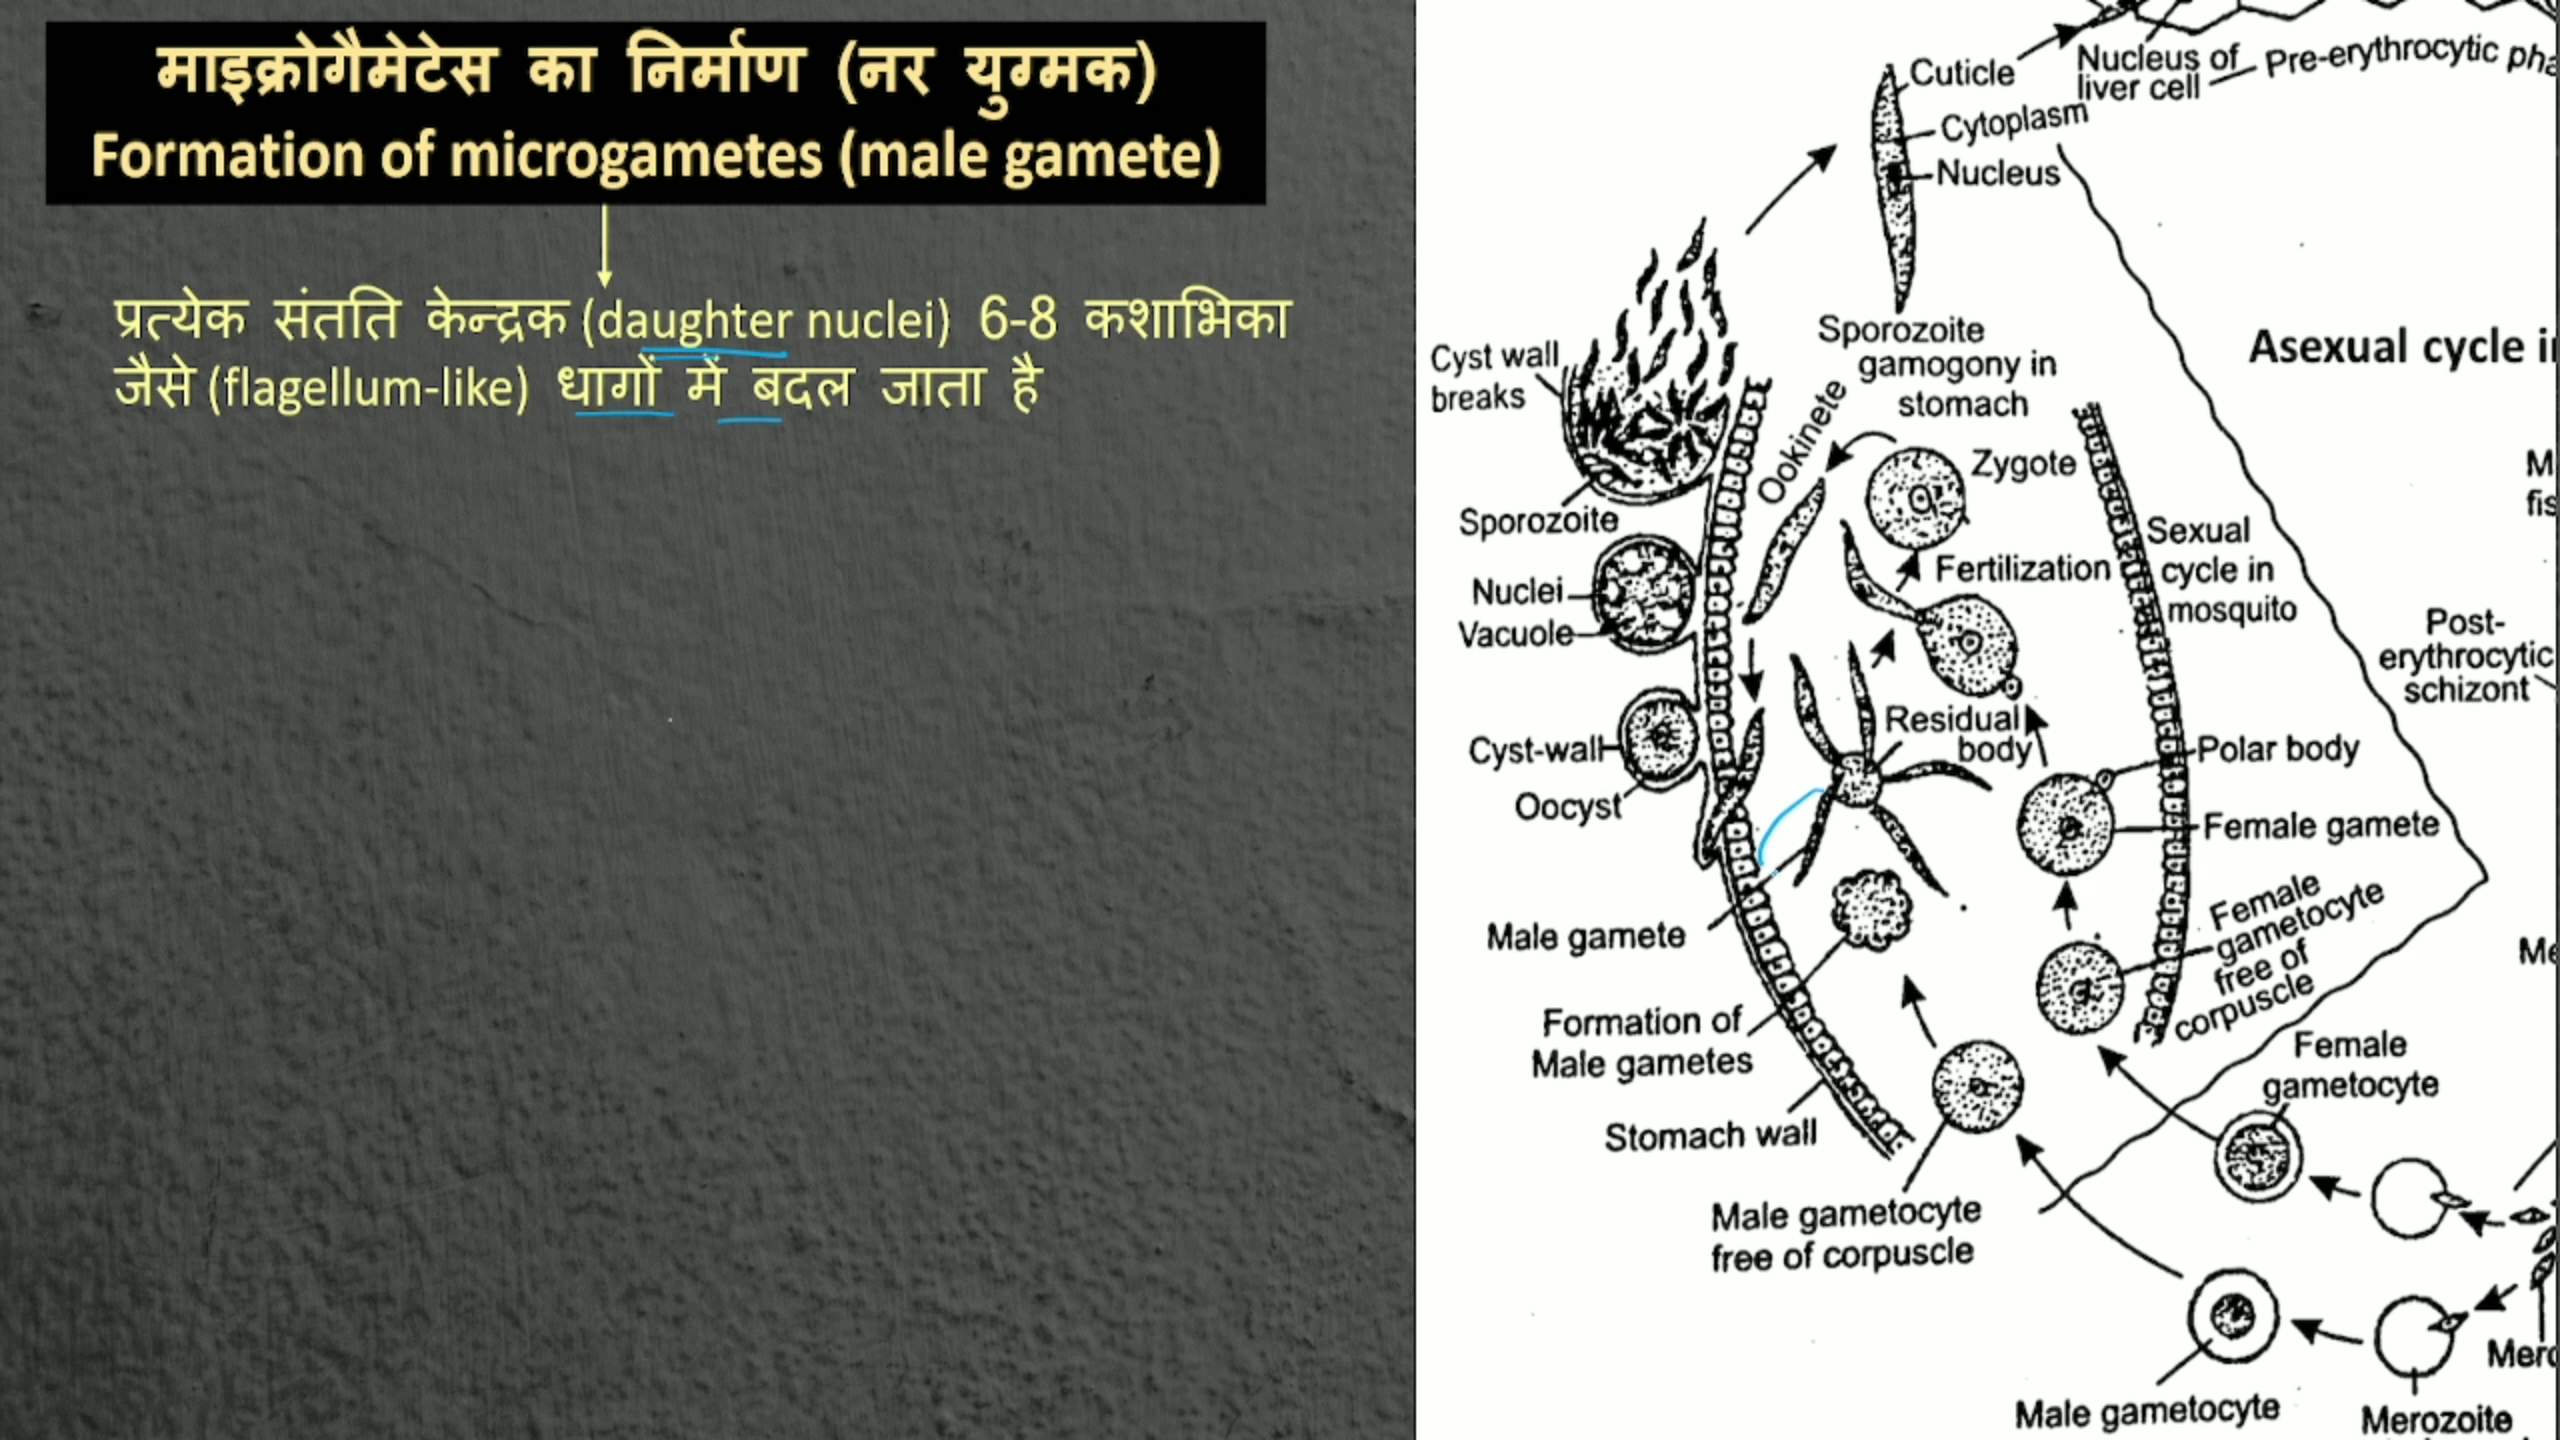 माइक्रोगैमेटेस का निर्माण (नर युग्मक)
Formation of microgametes (male gamete)
प्रत्येक संतति केन्द्रक (daughter nuclei) 6-8 कशाभिका
जैसे (flagellum-like) धागों में बदल जाता है
Cuticle
Nucleus of
liver cell
Pre-erythrocytic
Cytoplasm
Nucleus
Sporozoite
gamogony in
stomach
Asexual cycle
Cyst wall
breaks
Ookinete
Zygote
Sporozoite
Sexual
cycle in
mosquito
Fertilization
Nuclei
Vacuole
Post-
erythrocytic
schizont
Residual
body
Cyst-wall
Polar body
Oocyst
Female gamete
Male gamete
Female
gametocyte
free of
corpuscle
Formation of
Male gametes
Female
gametocyte
Stomach wall
Male gametocyte
free of corpuscle
Male gametocyte
Merozoite